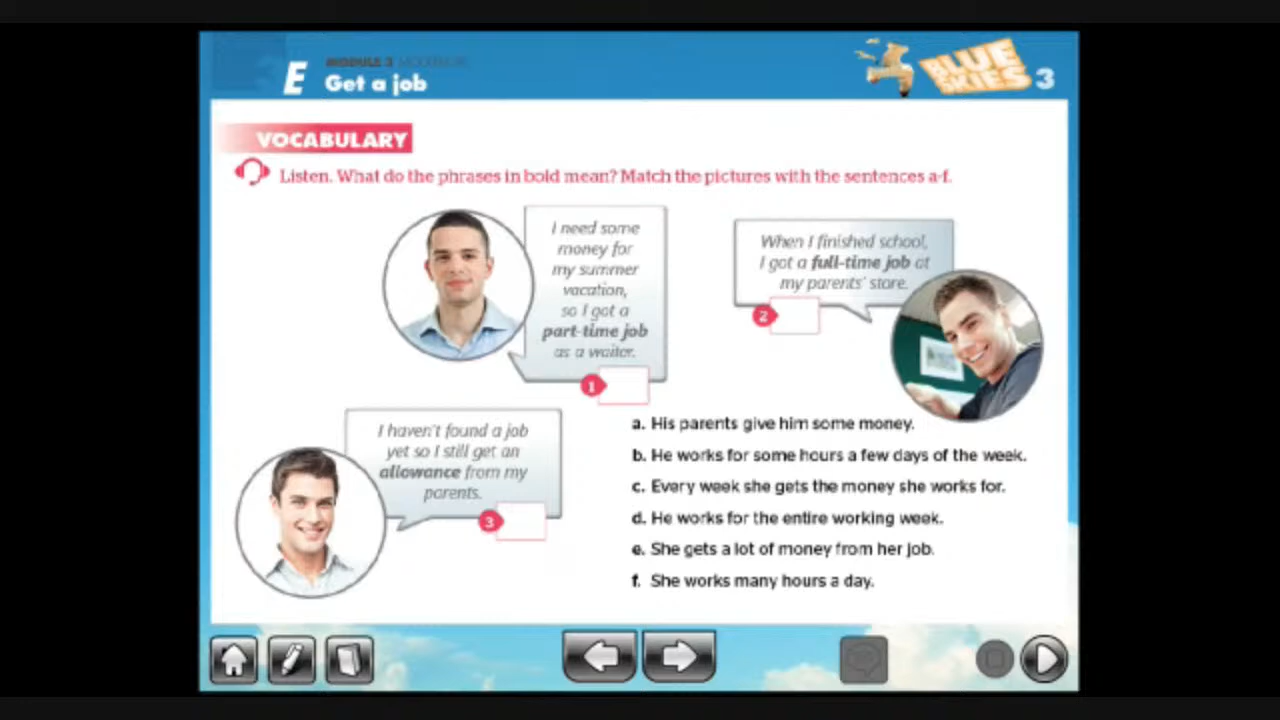 E
MODULE 3
Get a job
BLUE
SKIES 3
VOCABULARY
Listen. What do the phrases in bold mean? Match the pictures with the sentences a-f.
I need some
money for
my summer
vacation,
so I got a
part-time job
as a waiter.
1
When I finished school,
I got a full-time job at
my parents' store.
2
I haven't found a job
yet so I still get an
allowance from my
parents.
3
a. His parents give him some money.
b. He works for some hours a few days of the week.
c. Every week she gets the money she works for.
d. He works for the entire working week.
e. She gets a lot of money from her job.
f. She works many hours a day.